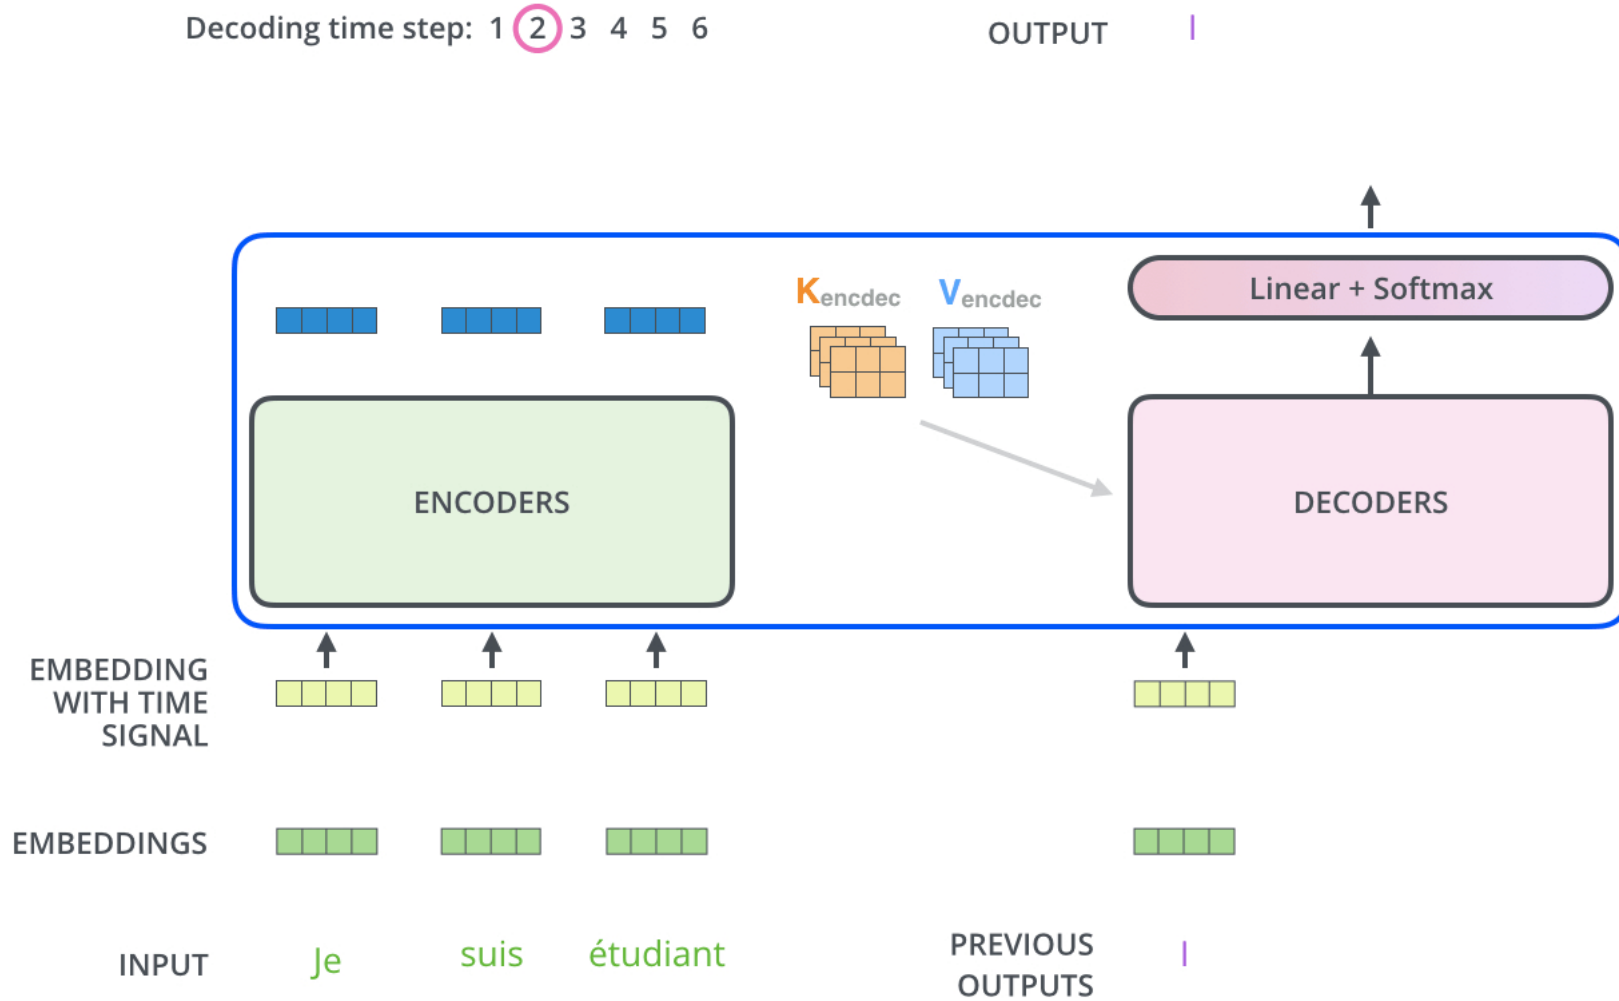 Decoding time step: 1 2 3 4 5 6
OUTPUT I
Kencdec Vencdec
Linear + Softmax
ENCODERS
DECODERS
EMBEDDING
WITH TIME
SIGNAL
EMBEDDINGS
INPUT Je suis étudiant
PREVIOUS
OUTPUTS I